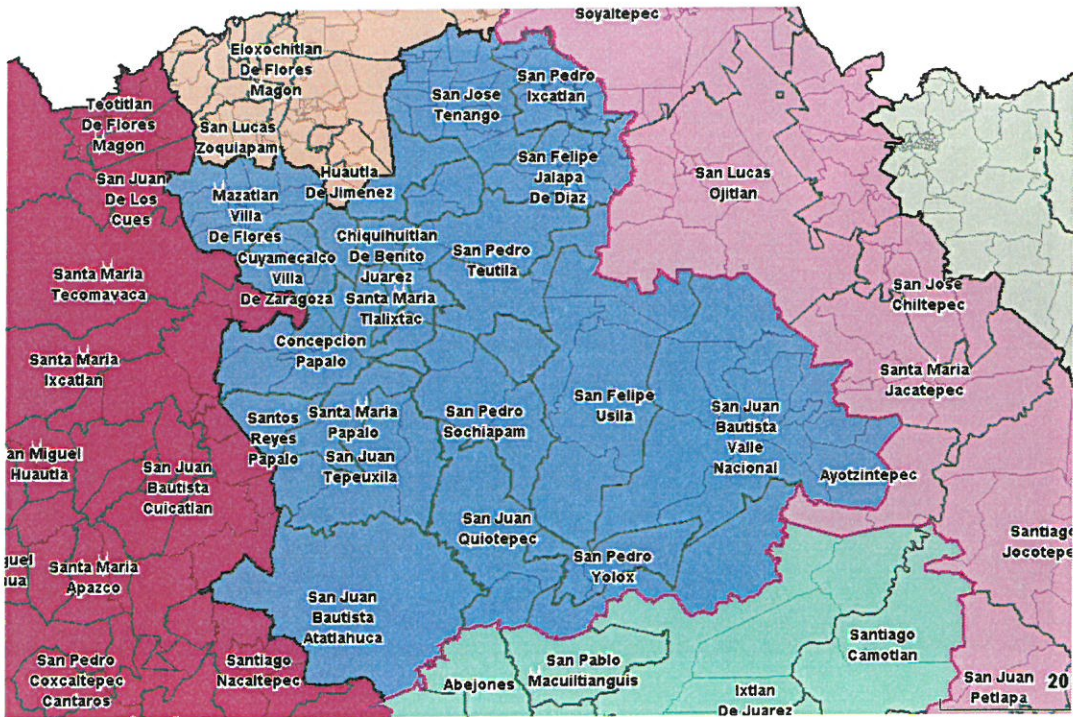 Soyaltepec
Eloxochitlan
De Flores
Magon
San Jose
Tenango
San Pedro
Ixcatlan
Teotitlan
De Flores
Magon
San Lucas
Zoquiapam
San Juan
De Los
Cues
Huautla
De Jimenez
San Felipe
Jalapa
De Diaz
San Lucas
Ojitlan
Mazatlan
Villa
De Flores
Chiquihuitlan
De Benito
Juarez
San Pedro
Teutila
Cuyamecalco
Villa
De Zaragoza
Santa Maria
Tecomavaca
Santa Maria
Tlalixtac
San Jose
Chiltepec
Concepcion
Papalo
Santa Maria
Ixcatlan
Santa Maria
Jacatepec
San Felipe
Usila
San Juan
Bautista
Valle
Nacional
Santos
Reyes
Papalo
Santa Maria
Papalo
San Pedro
Sochiapam
San Juan
Tepeuxila
an Miguel
Huautla
San Juan
Bautista
Cuicatlan
Ayotzintepec
San Juan
Quiotepec
Santiago
Jocotepe
guel
Santa Maria
Apazco
San Pedro
Yolox
San Juan
Bautista
Atatlahuca
Santiago
Camotlan
San Pedro
Coxcaltepec
Cantaros
Santiago
Nacaltepec
Abejones
San Pablo
Macuiltianguis
Ixtlan
De Juarez
San Juan
Petlapa
20